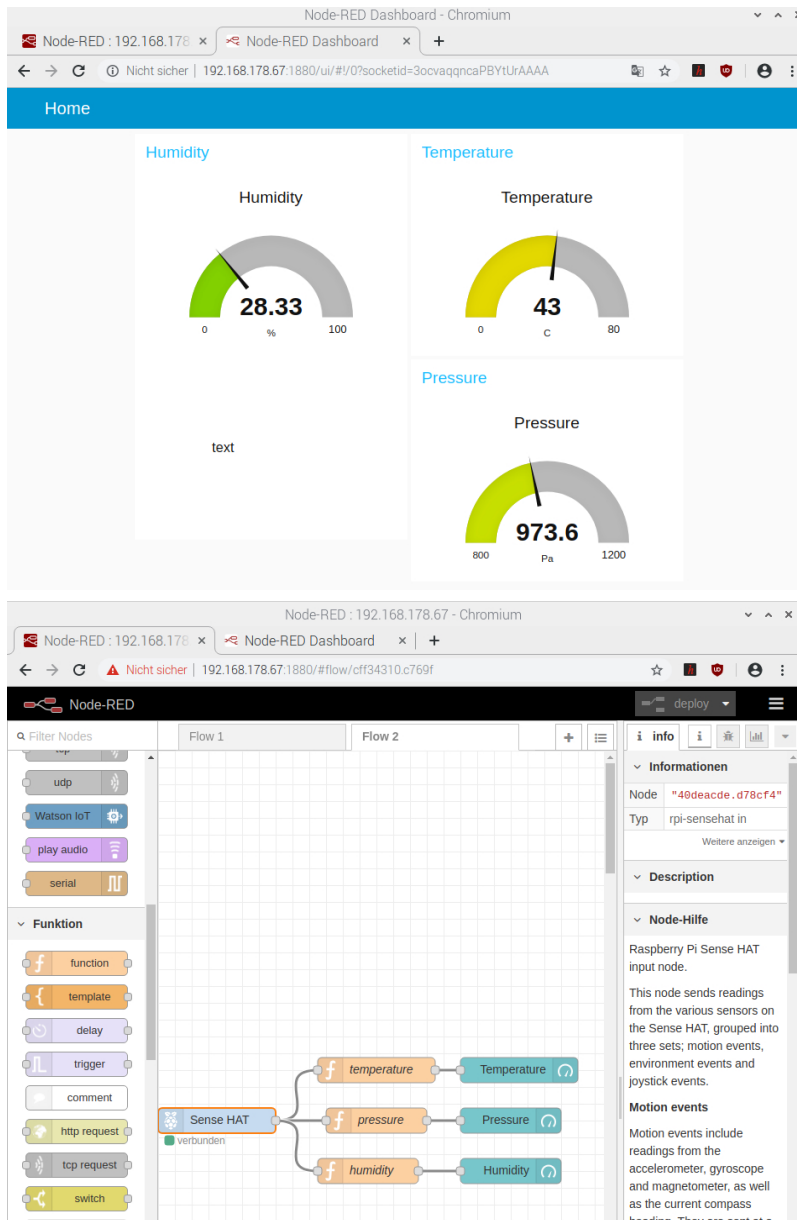 Node-RED Dashboard - Chromium
Node-RED : 192.168.178 × Node-RED Dashboard × +
Nicht sicher | 192.168.178.67:1880/ui/#!/0?socketid=3ocvaqqncaPBYtUrAAAA
Home
Humidity
Humidity
28.33
0 % 100
text
Temperature
Temperature
43
0 C 80
Pressure
Pressure
973.6
800 Pa 1200
Node-RED : 192.168.178.67 - Chromium
Node-RED : 192.168.178 × Node-RED Dashboard × +
Nicht sicher | 192.168.178.67:1880/#flow/cff34310.c769f
Node-RED deploy
Filter Nodes
udp
Watson IoT
play audio
serial
Funktion
function
template
delay
trigger
comment
http request
tcp request
switch
Flow 1 Flow 2
temperature Temperature
Sense HAT pressure Pressure
verbunden
humidity Humidity
i info i
Informationen
Node "40deacde.d78cf4"
Typ rpi-sensehat in
Weitere anzeigen
Description
Node-Hilfe
Raspberry Pi Sense HAT
input node.
This node sends readings
from the various sensors on
the Sense HAT, grouped into
three sets; motion events,
environment events and
joystick events.
Motion events
Motion events include
readings from the
accelerometer, gyroscope
and magnetometer, as well
as the current compass